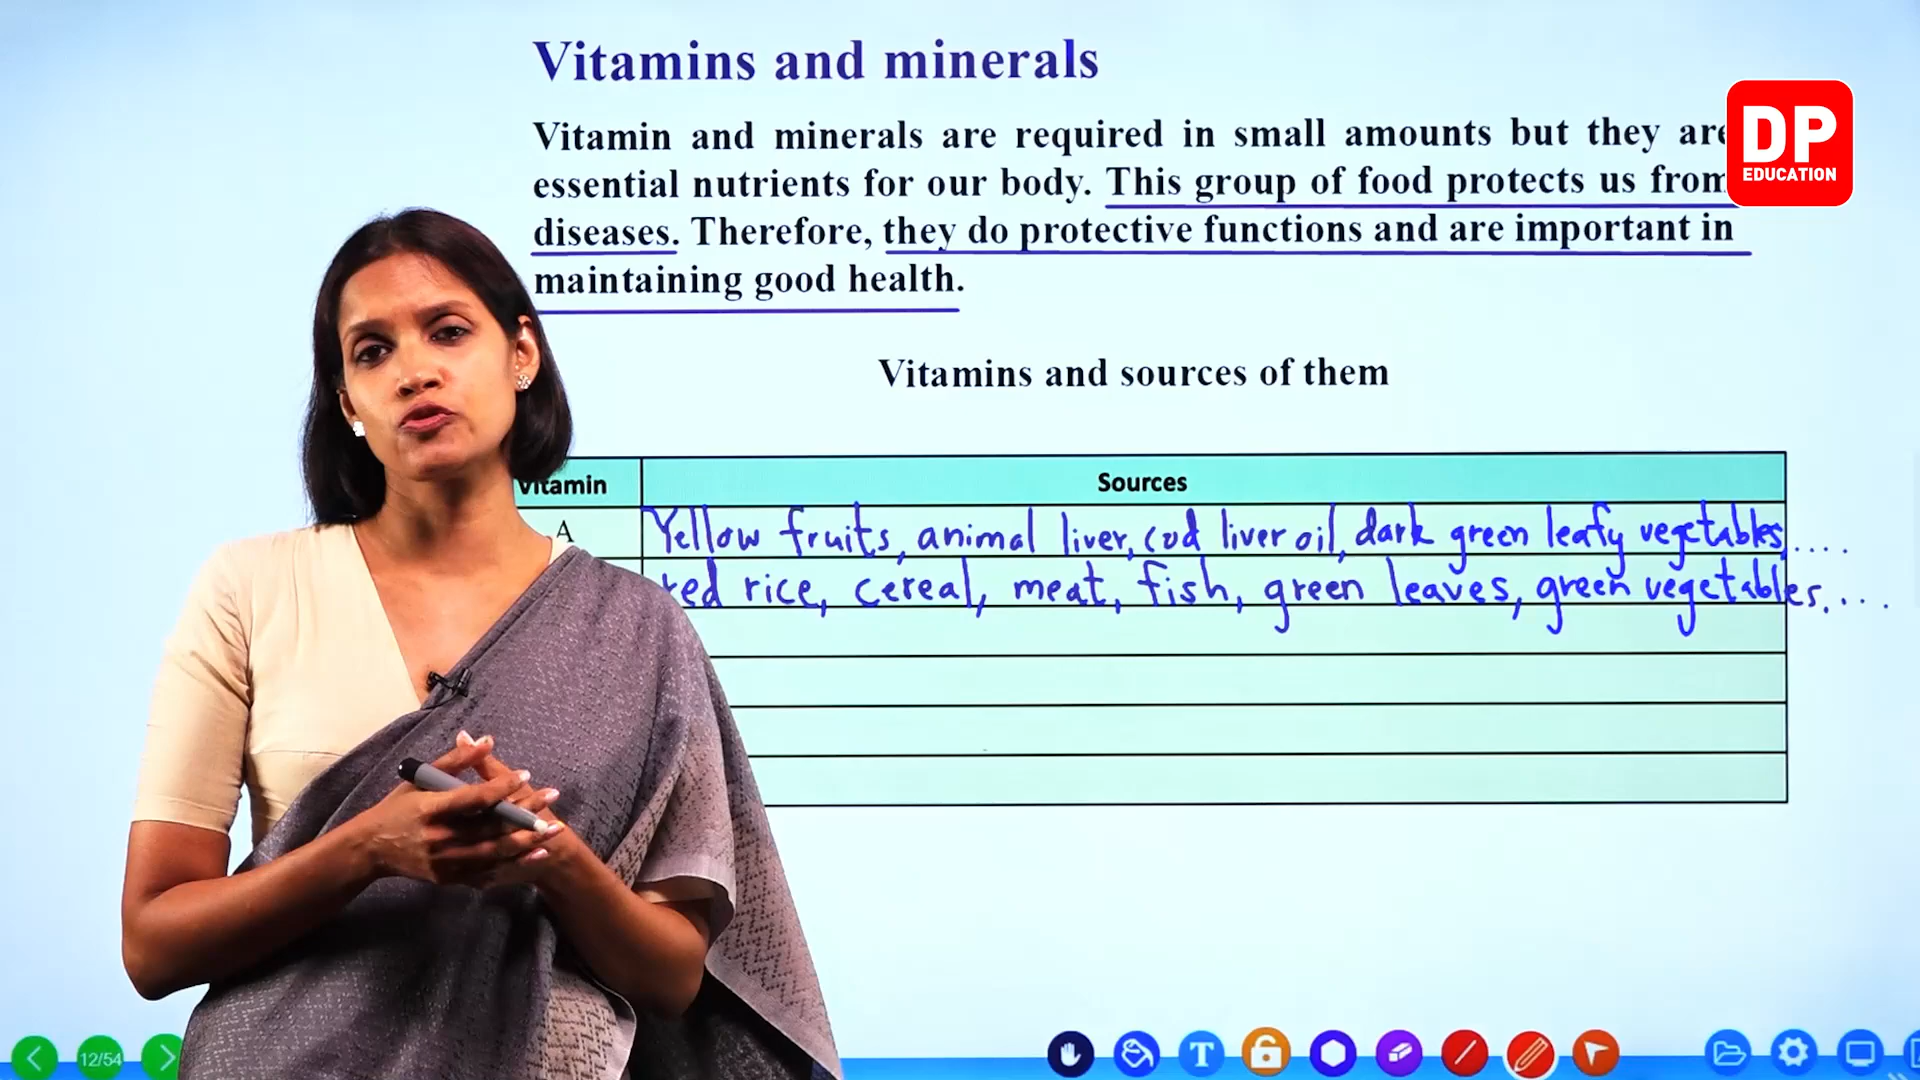 Vitamins and minerals
Vitamin and minerals are required in small amounts but they are
essential nutrients for our body. This group of food protects us from
diseases. Therefore, they do protective functions and are important in
maintaining good health.
DP
EDUCATION
Vitamins and sources of them
Vitamin Sources
A Yellow fruits, animal liver, cod liver oil, dark green leafy vegetables, ....
red rice, cereal, meat, fish, green leaves, green vegetables....
12/54
T